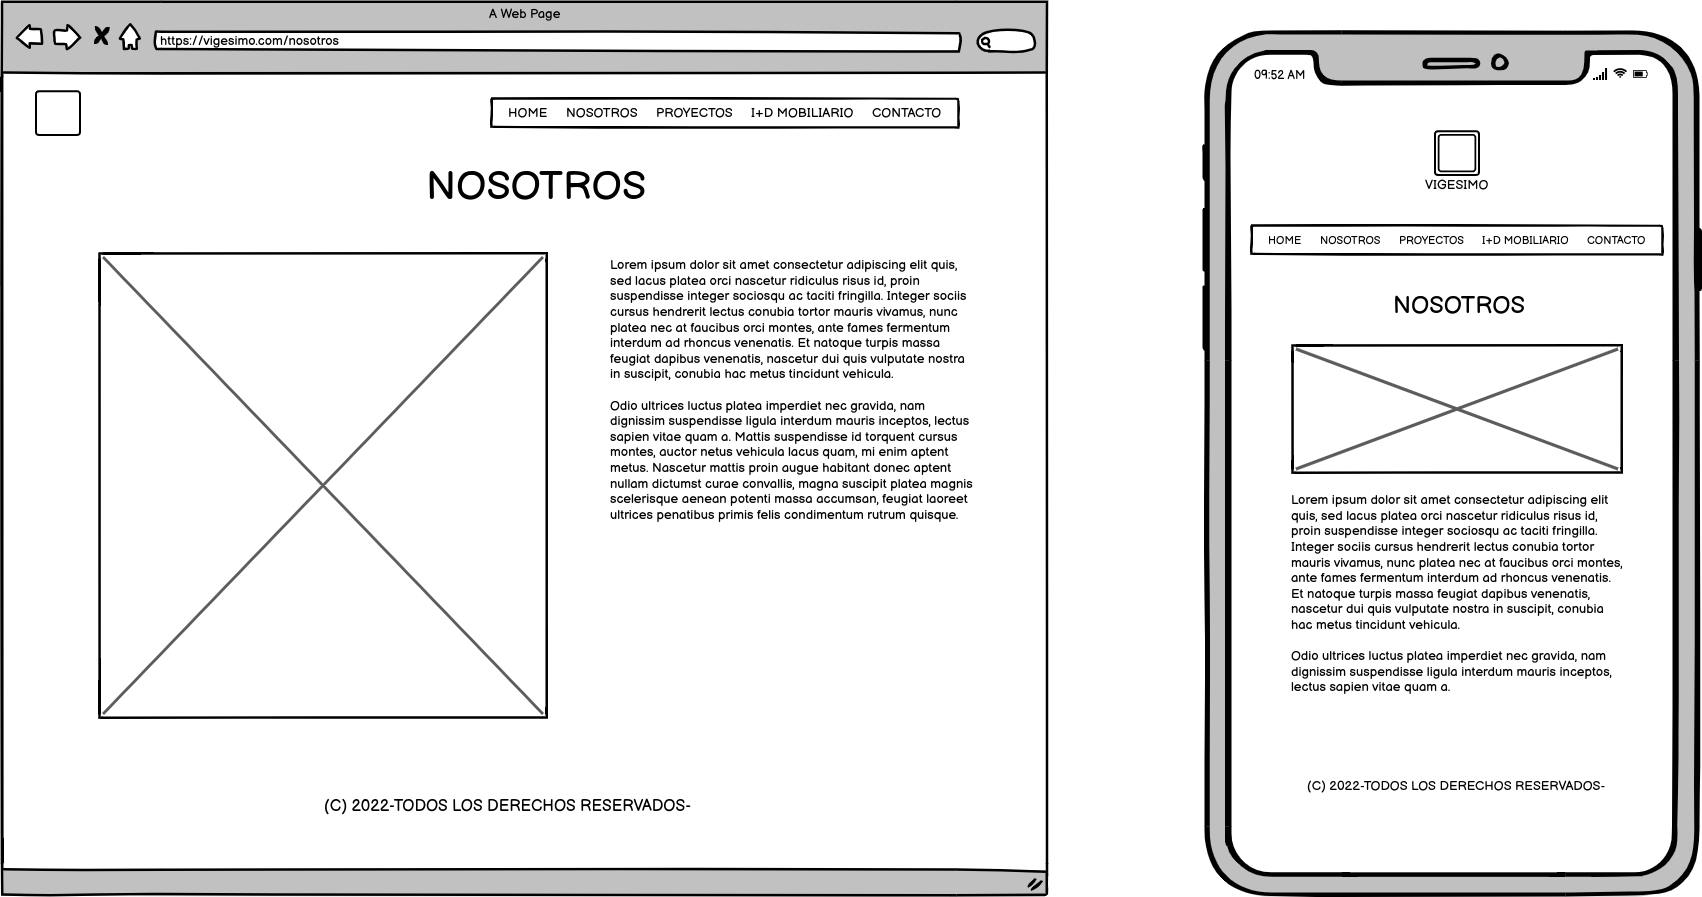 A Web Page
https://vigesimo.com/nosotros
HOME NOSOTROS PROYECTOS I+D MOBILIARIO CONTACTO
NOSOTROS
Lorem ipsum dolor sit amet consectetur adipiscing elit quis,
sed lacus platea orci nascetur ridiculus risus id, proin
suspendisse integer sociosqu ac taciti fringilla. Integer sociis
cursus hendrerit lectus conubia tortor mauris vivamus, nunc
platea nec at faucibus orci montes, ante fames fermentum
interdum ad rhoncus venenatis. Et natoque turpis massa
feugiat dapibus venenatis, nascetur dui quis vulputate nostra
in suscipit, conubia hac metus tincidunt vehicula.
Odio ultrices luctus platea imperdiet nec gravida, nam
dignissim suspendisse ligula interdum mauris inceptos, lectus
sapien vitae quam a. Mattis suspendisse id torquent cursus
montes, auctor netus vehicula lacus quam, mi enim aptent
metus. Nascetur mattis proin augue habitant donec aptent
nullam dictumst curae convallis, magna suscipit platea magnis
scelerisque aenean potenti massa accumsan, feugiat laoreet
ultrices penatibus primis felis condimentum rutrum quisque.
(C) 2022-TODOS LOS DERECHOS RESERVADOS-
09:52 AM
VIGESIMO
HOME NOSOTROS PROYECTOS I+D MOBILIARIO CONTACTO
NOSOTROS
Lorem ipsum dolor sit amet consectetur adipiscing elit
quis, sed lacus platea orci nascetur ridiculus risus id,
proin suspendisse integer sociosqu ac taciti fringilla.
Integer sociis cursus hendrerit lectus conubia tortor
mauris vivamus, nunc platea nec at faucibus orci montes,
ante fames fermentum interdum ad rhoncus venenatis.
Et natoque turpis massa feugiat dapibus venenatis,
nascetur dui quis vulputate nostra in suscipit, conubia
hac metus tincidunt vehicula.
Odio ultrices luctus platea imperdiet nec gravida, nam
dignissim suspendisse ligula interdum mauris inceptos,
lectus sapien vitae quam a.
(C) 2022-TODOS LOS DERECHOS RESERVADOS-